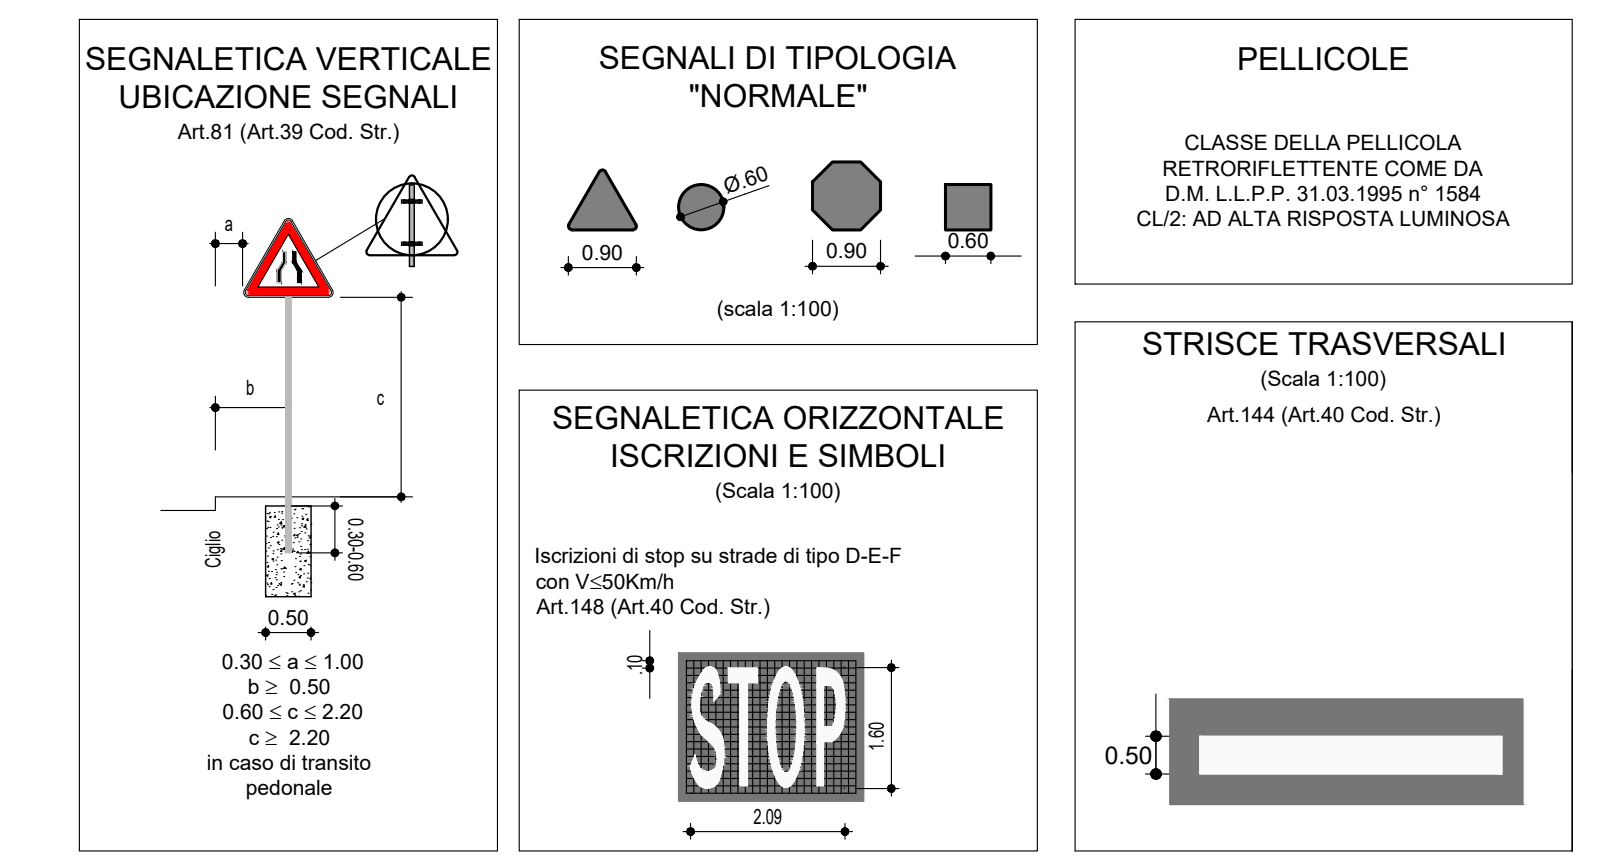 SEGNALETICA VERTICALE
UBICAZIONE SEGNALI
Art.81 (Art.39 Cod. Str.)
a
b
c
Ciglio
0.30-0.60
0.50
0.30 ≤ a ≤ 1.00
b ≥ 0.50
0.60 ≤ c ≤ 2.20
c ≥ 2.20
in caso di transito
pedonale
SEGNALI DI TIPOLOGIA
"NORMALE"
0.90
Ø.60
0.90
0.60
(scala 1:100)
SEGNALETICA ORIZZONTALE
ISCRIZIONI E SIMBOLI
(Scala 1:100)
Iscrizioni di stop su strade di tipo D-E-F
con V≤50Km/h
Art.148 (Art.40 Cod. Str.)
.10
STOP
1.60
2.09
PELLICOLE
CLASSE DELLA PELLICOLA
RETRORIFLETTENTE COME DA
D.M. L.L.P.P. 31.03.1995 n° 1584
CL/2: AD ALTA RISPOSTA LUMINOSA
STRISCE TRASVERSALI
(Scala 1:100)
Art.144 (Art.40 Cod. Str.)
0.50